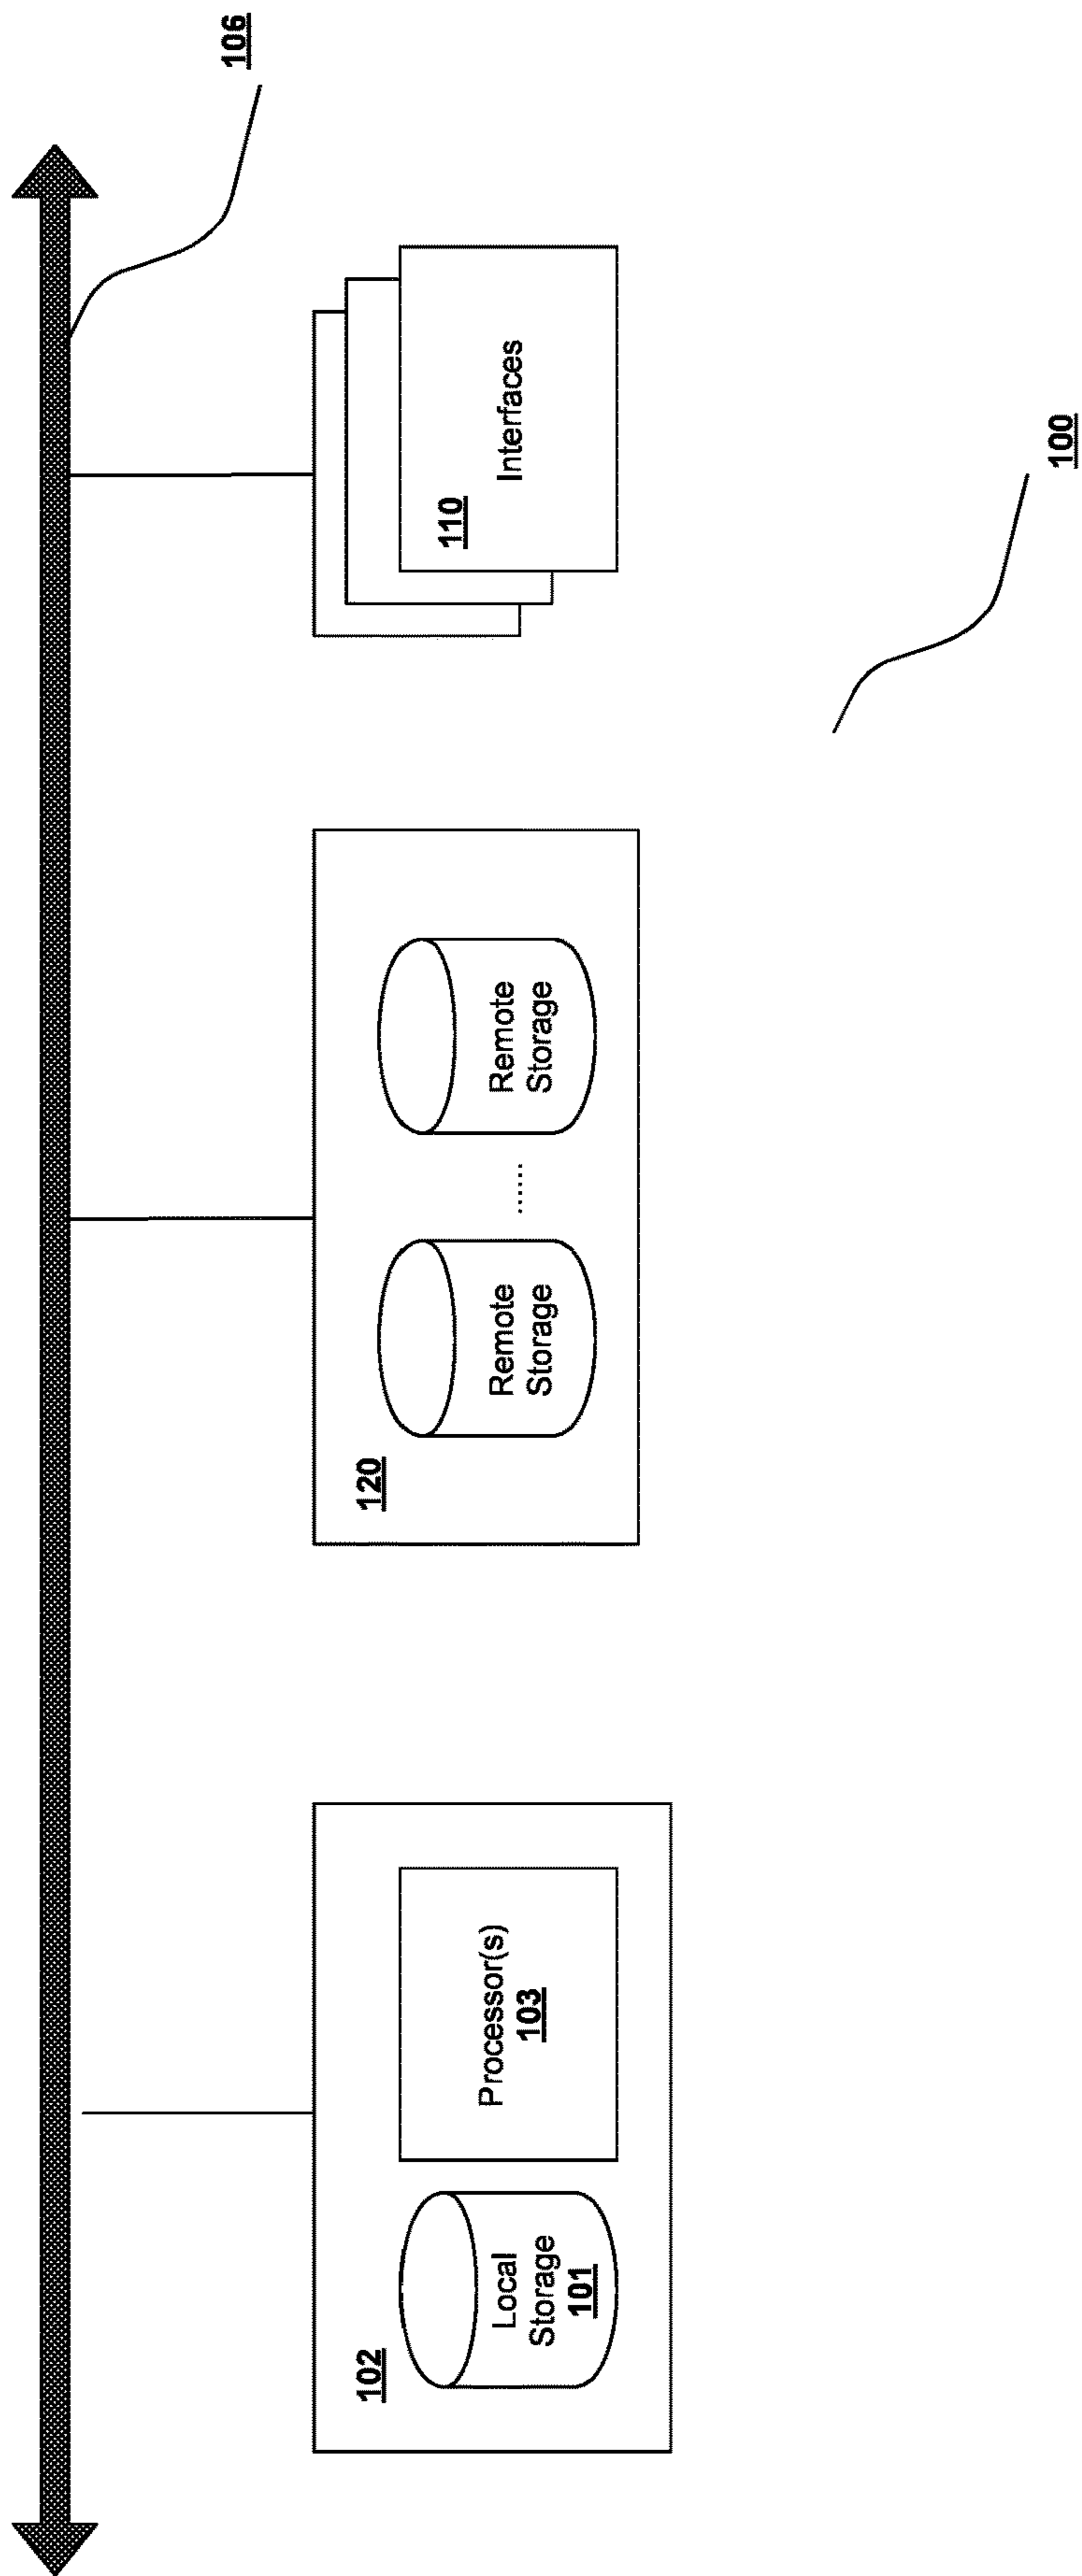 106
102
Local
Storage
101
Processor(s)
103
120
Remote
Storage
......
Remote
Storage
110
Interfaces
100